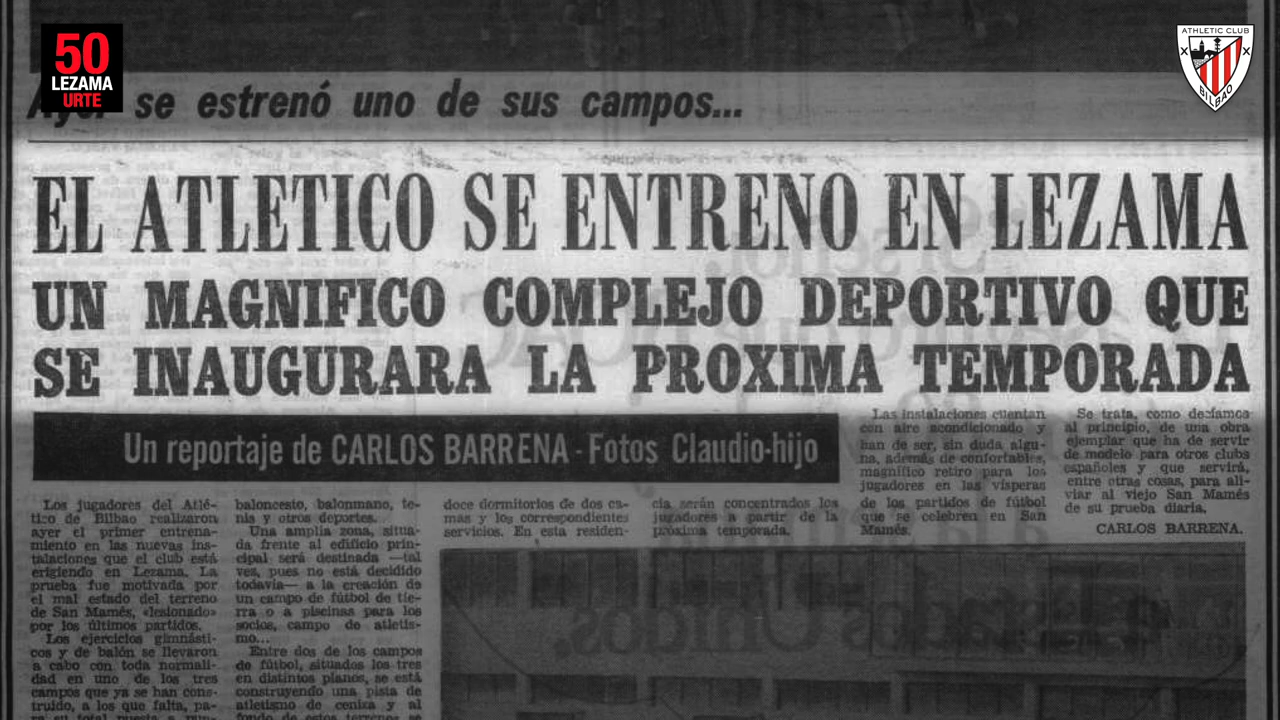 50
LEZAMA
URTE
ATHLETIC CLUB
BILBAO
Ayer se estrenó uno de sus campos...
EL ATLETICO SE ENTRENO EN LEZAMA
UN MAGNIFICO COMPLEJO DEPORTIVO QUE
SE INAUGURARA LA PROXIMA TEMPORADA
Un reportaje de CARLOS BARRENA - Fotos Claudio-hijo
Los jugadores del Atlé-
tico de Bilbao realizaron
ayer el primer entrena-
miento en las nuevas ins-
talaciones que el club está
erigiendo en Lezama. La
prueba fue motivada por
el mal estado del terreno
de San Mamés, «lesionado»
por los últimos partidos.
Los ejercicios gimnásti-
cos y de balón se llevaron
a cabo con toda normali-
dad en uno de los tres
campos que ya se han cons-
truido, a los que falta, pa-
ra su total puesta a pun-
baloncesto, balonmano, te-
nis y otros deportes.
Una amplia zona, situa-
da frente al edificio prin-
cipal será destinada —tal
vez, pues no está decidido
todavía— a la creación de
un campo de fútbol de tie-
rra o a piscinas para los
socios, campo de atletis-
mo...
Entre dos de los campos
de fútbol, situados los tres
en distintos planos, se está
construyendo una pista de
atletismo de ceniza y al
fondo de estos terrenos se
doce dormitorios de dos ca-
mas y los correspondientes
servicios. En esta residen-
cia serán concentrados los
jugadores a partir de la
próxima temporada.
Las instalaciones cuentan
con aire acondicionado y
han de ser, sin duda algu-
na, además de confortables,
magnífico retiro para los
jugadores en las vísperas
de los partidos de fútbol
que se celebren en San
Mamés.
Se trata, como decíamos
al principio, de una obra
ejemplar que ha de servir
de modelo para otros clubs
españoles y que servirá,
entre otras cosas, para ali-
viar al viejo San Mamés
de su prueba diaria.
CARLOS BARRENA.